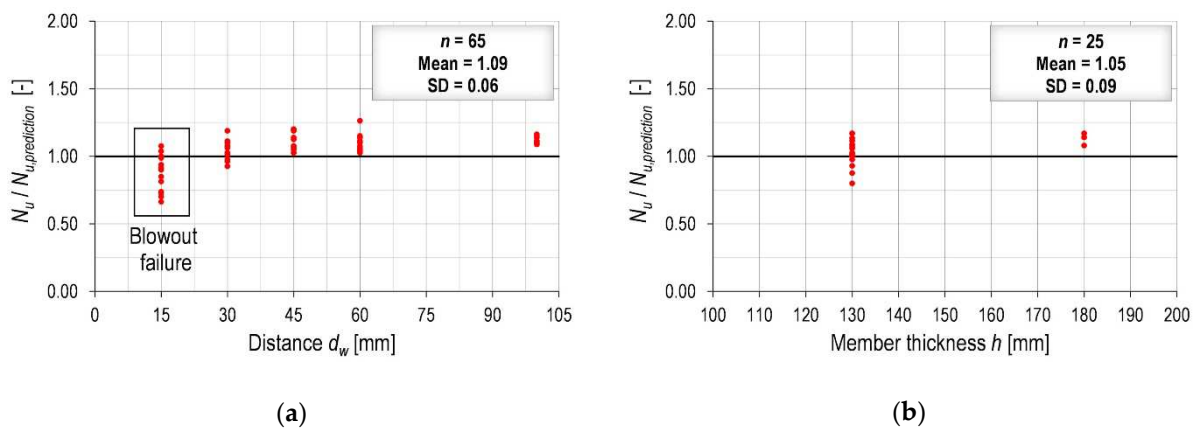 2.00
1.50
1.00
0.50
0.00
N_u / N_u,prediction [-]
n = 65
Mean = 1.09
SD = 0.06
Blowout
failure
0 15 30 45 60 75 90 105
Distance d_w [mm]
(a)
2.00
1.50
1.00
0.50
0.00
N_u / N_u,prediction [-]
n = 25
Mean = 1.05
SD = 0.09
100 110 120 130 140 150 160 170 180 190 200
Member thickness h [mm]
(b)